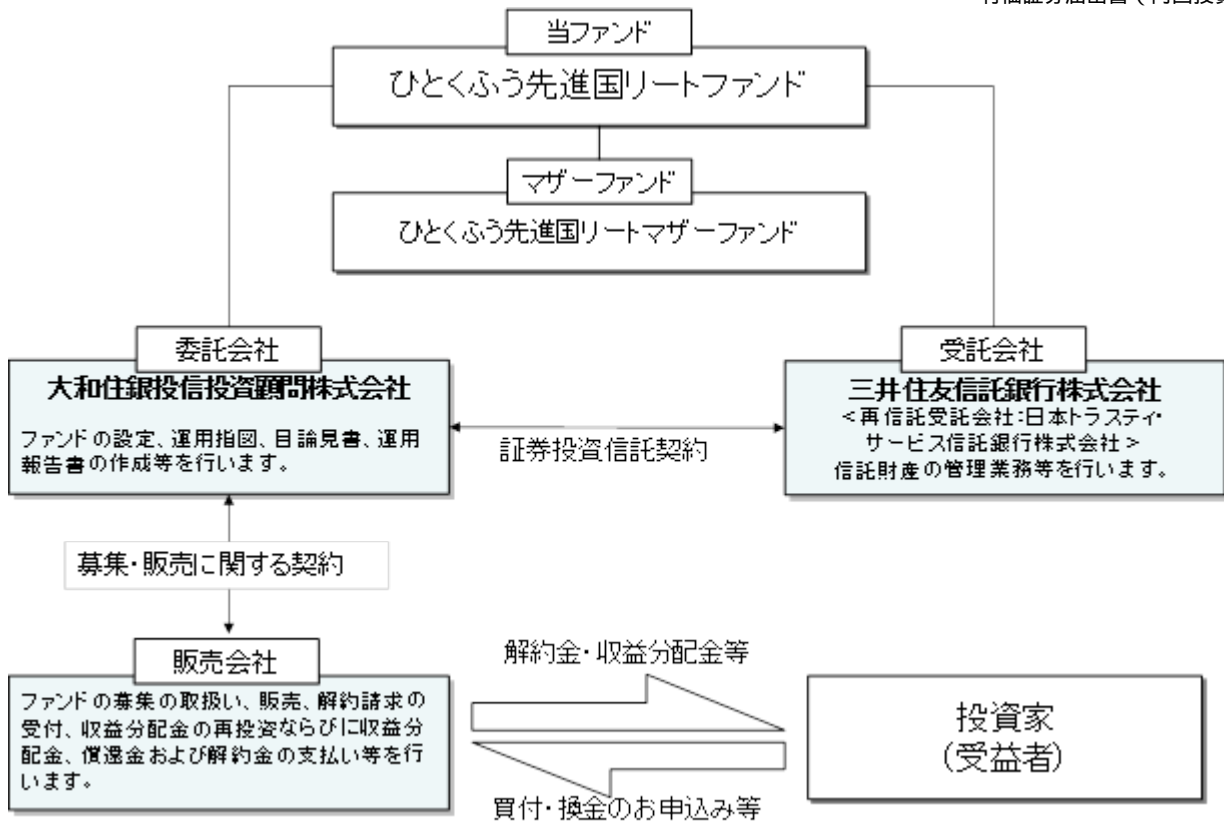 当ファンド
ひとくふう先進国リートファンド
マザーファンド
ひとくふう先進国リートマザーファンド
委託会社
大和住銀投信投資顧問株式会社
ファンドの設定、運用指図、目論見書、運用
報告書の作成等を行います。
証券投資信託契約
受託会社
三井住友信託銀行株式会社
<再信託受託会社:日本トラスティ・
サービス信託銀行株式会社>
信託財産の管理業務等を行います。
募集・販売に関する契約
販売会社
ファンドの募集の取扱い、販売、解約請求の
受付、収益分配金の再投資ならびに収益分
配金、償還金および解約金の支払い等を行
います。
解約金・収益分配金等
買付・換金のお申込み等
投資家
(受益者)